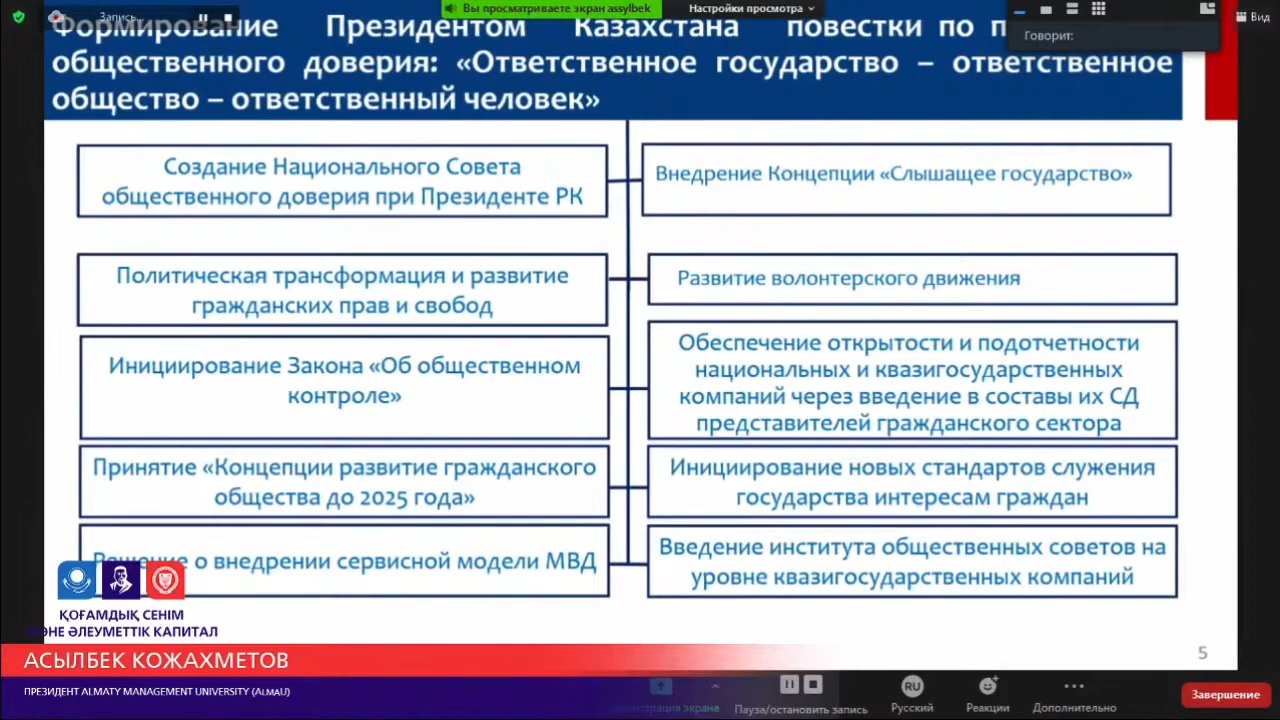 Запись...
Вы просматриваете экран assylbek
Настройки просмотра
Вид
Говорит:
Формирование Президентом Казахстана повестки по
общественного доверия: «Ответственное государство – ответственное
общество – ответственный человек»
Создание Национального Совета
общественного доверия при Президенте РК
Внедрение Концепции «Слышащее государство»
Политическая трансформация и развитие
гражданских прав и свобод
Развитие волонтерского движения
Инициирование Закона «Об общественном
контроле»
Обеспечение открытости и подотчетности
национальных и квазигосударственных
компаний через введение в составы их СД
представителей гражданского сектора
Принятие «Концепции развитие гражданского
общества до 2025 года»
Инициирование новых стандартов служения
государства интересам граждан
о внедрении сервисной модели МВД
Введение института общественных советов на
уровне квазигосударственных компаний
ҚОҒАМДЫҚ СЕНІМ
ЖӘНЕ ӘЛЕУМЕТТІК КАПИТАЛ
5
АСЫЛБЕК КОЖАХМЕТОВ
ПРЕЗИДЕНТ ALMATY MANAGEMENT UNIVERSITY (AlmaU)
экрана
Пауза/остановить запись
RU
Русский
Реакции
Дополнительно
Завершение